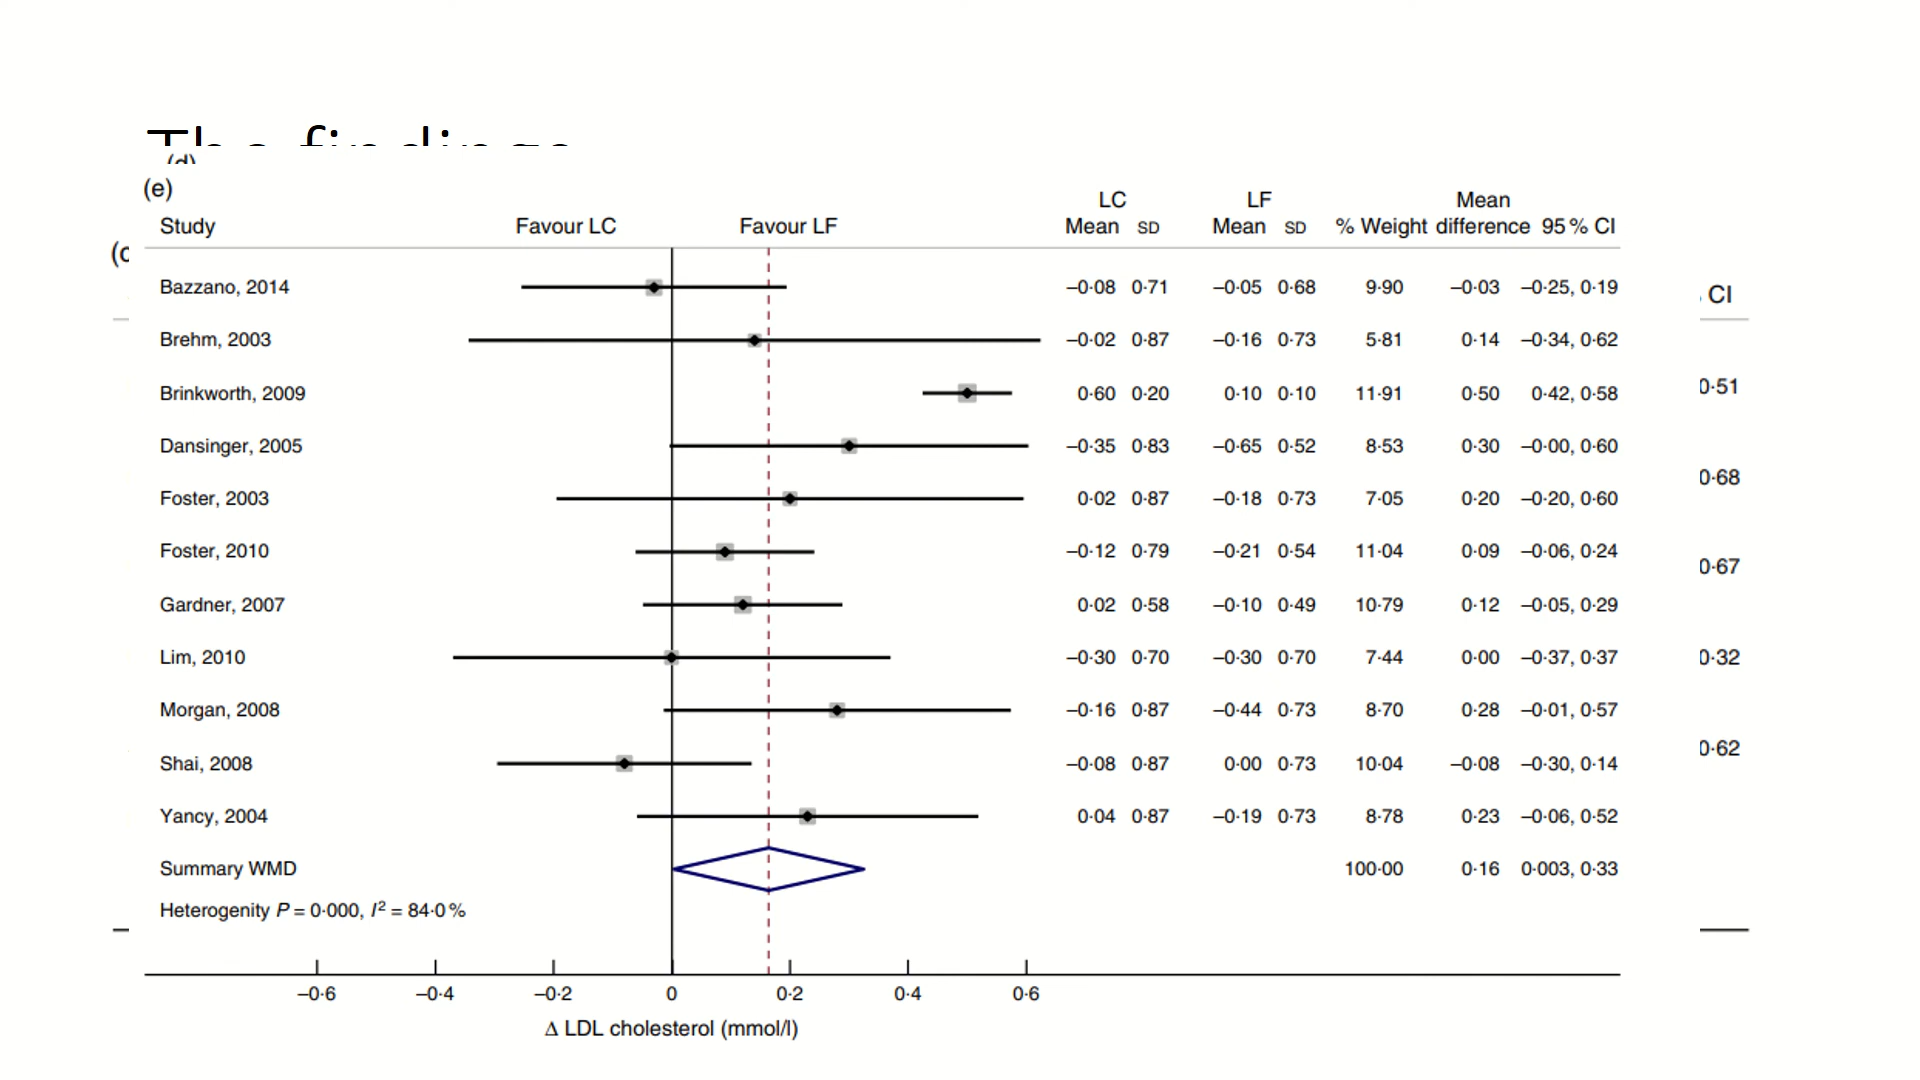 The findings
(d)
(e)
LC LF Mean
Study Favour LC Favour LF Mean SD Mean SD % Weight difference 95 % CI
(c
CI
Bazzano, 2014 −0·08 0·71 −0·05 0·68 9·90 −0·03 −0·25, 0·19
Brehm, 2003 −0·02 0·87 −0·16 0·73 5·81 0·14 −0·34, 0·62
0·51
Brinkworth, 2009 0·60 0·20 0·10 0·10 11·91 0·50 0·42, 0·58
Dansinger, 2005 −0·35 0·83 −0·65 0·52 8·53 0·30 −0·00, 0·60
0·68
Foster, 2003 0·02 0·87 −0·18 0·73 7·05 0·20 −0·20, 0·60
Foster, 2010 −0·12 0·79 −0·21 0·54 11·04 0·09 −0·06, 0·24
0·67
Gardner, 2007 0·02 0·58 −0·10 0·49 10·79 0·12 −0·05, 0·29
Lim, 2010 −0·30 0·70 −0·30 0·70 7·44 0·00 −0·37, 0·37
0·32
Morgan, 2008 −0·16 0·87 −0·44 0·73 8·70 0·28 −0·01, 0·57
0·62
Shai, 2008 −0·08 0·87 0·00 0·73 10·04 −0·08 −0·30, 0·14
Yancy, 2004 0·04 0·87 −0·19 0·73 8·78 0·23 −0·06, 0·52
Summary WMD 100·00 0·16 0·003, 0·33
Heterogenity P = 0·000, I² = 84·0 %
−0·6 −0·4 −0·2 0 0·2 0·4 0·6
Δ LDL cholesterol (mmol/l)